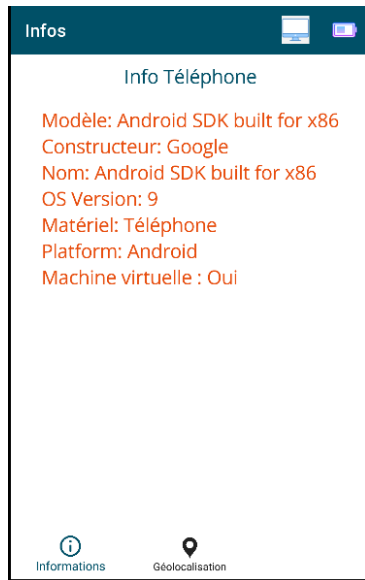 Infos
Info Téléphone
Modèle: Android SDK built for x86
Constructeur: Google
Nom: Android SDK built for x86
OS Version: 9
Matériel: Téléphone
Platform: Android
Machine virtuelle : Oui
Informations
Géolocalisation